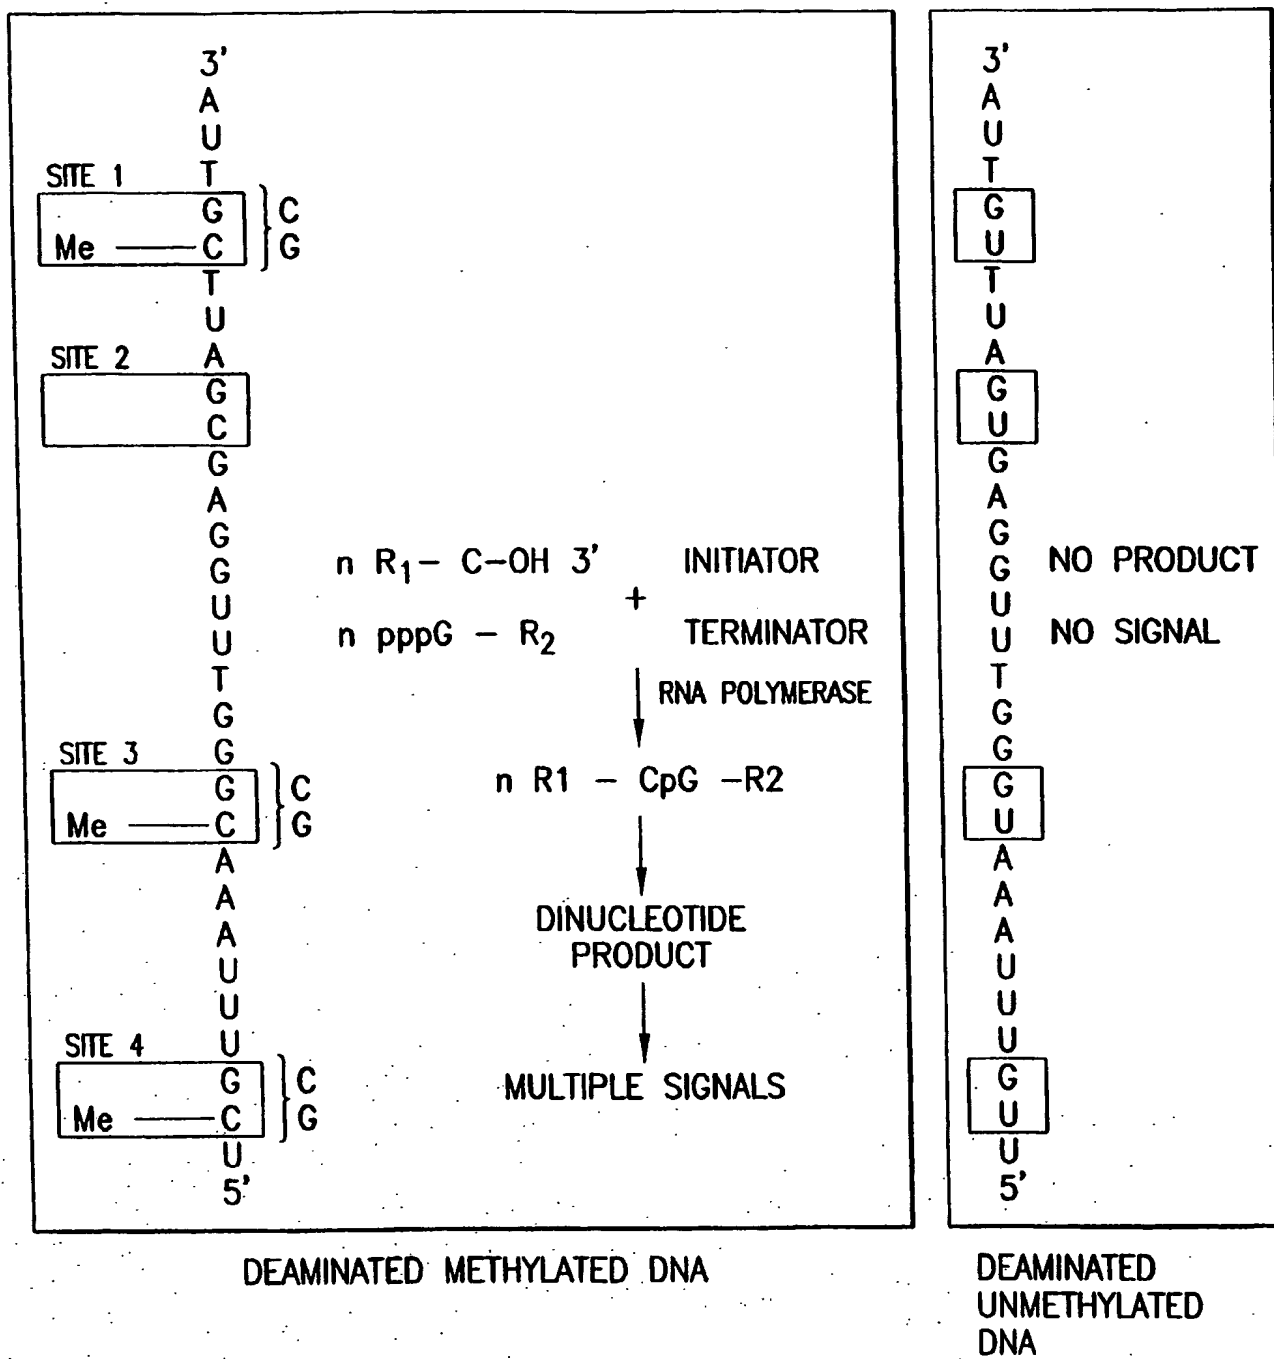 3'
A
U
T
SITE 1
G
Me C
C
G
T
U
A
SITE 2
G
C
G
A
G
G
U
U
T
G
G
SITE 3
G
Me C
C
G
A
A
A
U
U
U
SITE 4
G
Me C
C
G
U
5'
n R1– C–OH 3' INITIATOR
+
n pppG – R2 TERMINATOR
RNA POLYMERASE
n R1 – CpG –R2
DINUCLEOTIDE
PRODUCT
MULTIPLE SIGNALS
DEAMINATED METHYLATED DNA
3'
A
U
T
G
U
T
U
A
G
U
G
A
G
G
U
U
T
G
G
G
U
A
A
A
U
U
U
G
U
U
5'
NO PRODUCT
NO SIGNAL
DEAMINATED
UNMETHYLATED
DNA